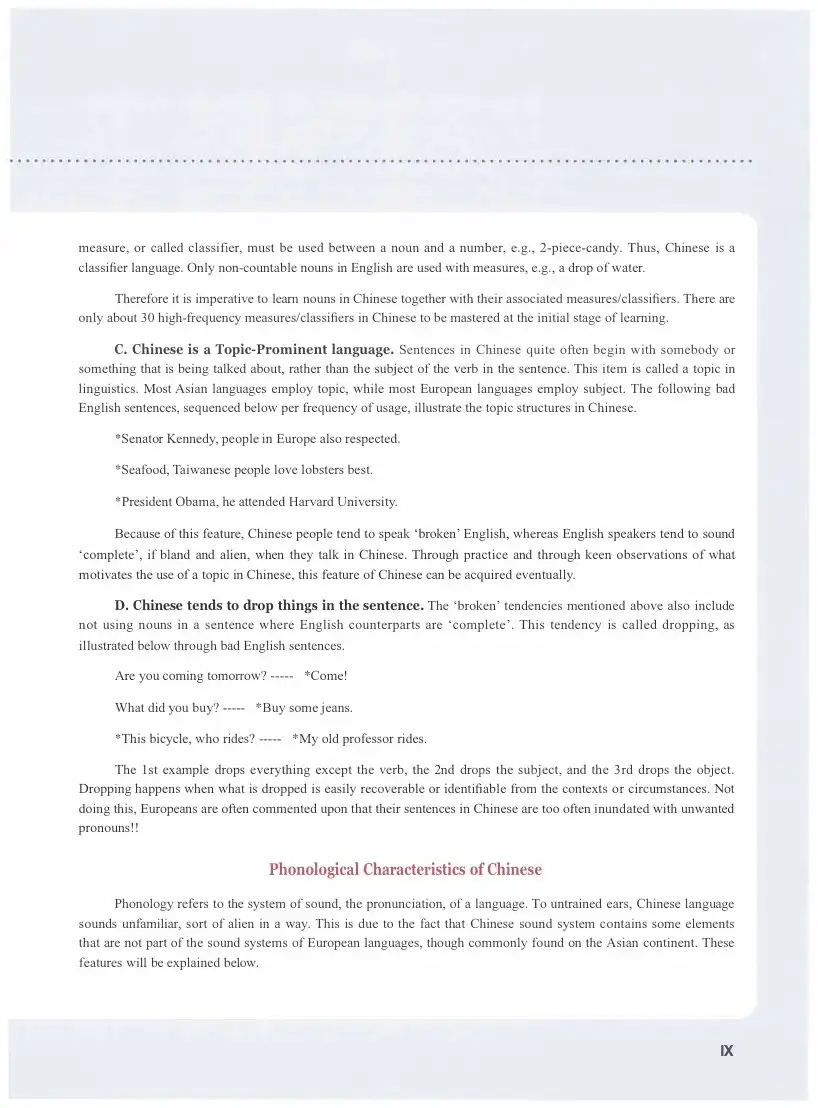 measure, or called classifier, must be used between a noun and a number, e.g., 2-piece-candy. Thus, Chinese is a
classifier language. Only non-countable nouns in English are used with measures, e.g., a drop of water.
Therefore it is imperative to learn nouns in Chinese together with their associated measures/classifiers. There are
only about 30 high-frequency measures/classifiers in Chinese to be mastered at the initial stage of learning.
C. Chinese is a Topic-Prominent language. Sentences in Chinese quite often begin with somebody or
something that is being talked about, rather than the subject of the verb in the sentence. This item is called a topic in
linguistics. Most Asian languages employ topic, while most European languages employ subject. The following bad
English sentences, sequenced below per frequency of usage, illustrate the topic structures in Chinese.
*Senator Kennedy, people in Europe also respected.
*Seafood, Taiwanese people love lobsters best.
*President Obama, he attended Harvard University.
Because of this feature, Chinese people tend to speak ‘broken’ English, whereas English speakers tend to sound
‘complete’, if bland and alien, when they talk in Chinese. Through practice and through keen observations of what
motivates the use of a topic in Chinese, this feature of Chinese can be acquired eventually.
D. Chinese tends to drop things in the sentence. The ‘broken’ tendencies mentioned above also include
not using nouns in a sentence where English counterparts are ‘complete’. This tendency is called dropping, as
illustrated below through bad English sentences.
Are you coming tomorrow? ----- *Come!
What did you buy? ----- *Buy some jeans.
*This bicycle, who rides? ----- *My old professor rides.
The 1st example drops everything except the verb, the 2nd drops the subject, and the 3rd drops the object.
Dropping happens when what is dropped is easily recoverable or identifiable from the contexts or circumstances. Not
doing this, Europeans are often commented upon that their sentences in Chinese are too often inundated with unwanted
pronouns!!
Phonological Characteristics of Chinese
Phonology refers to the system of sound, the pronunciation, of a language. To untrained ears, Chinese language
sounds unfamiliar, sort of alien in a way. This is due to the fact that Chinese sound system contains some elements
that are not part of the sound systems of European languages, though commonly found on the Asian continent. These
features will be explained below.
IX